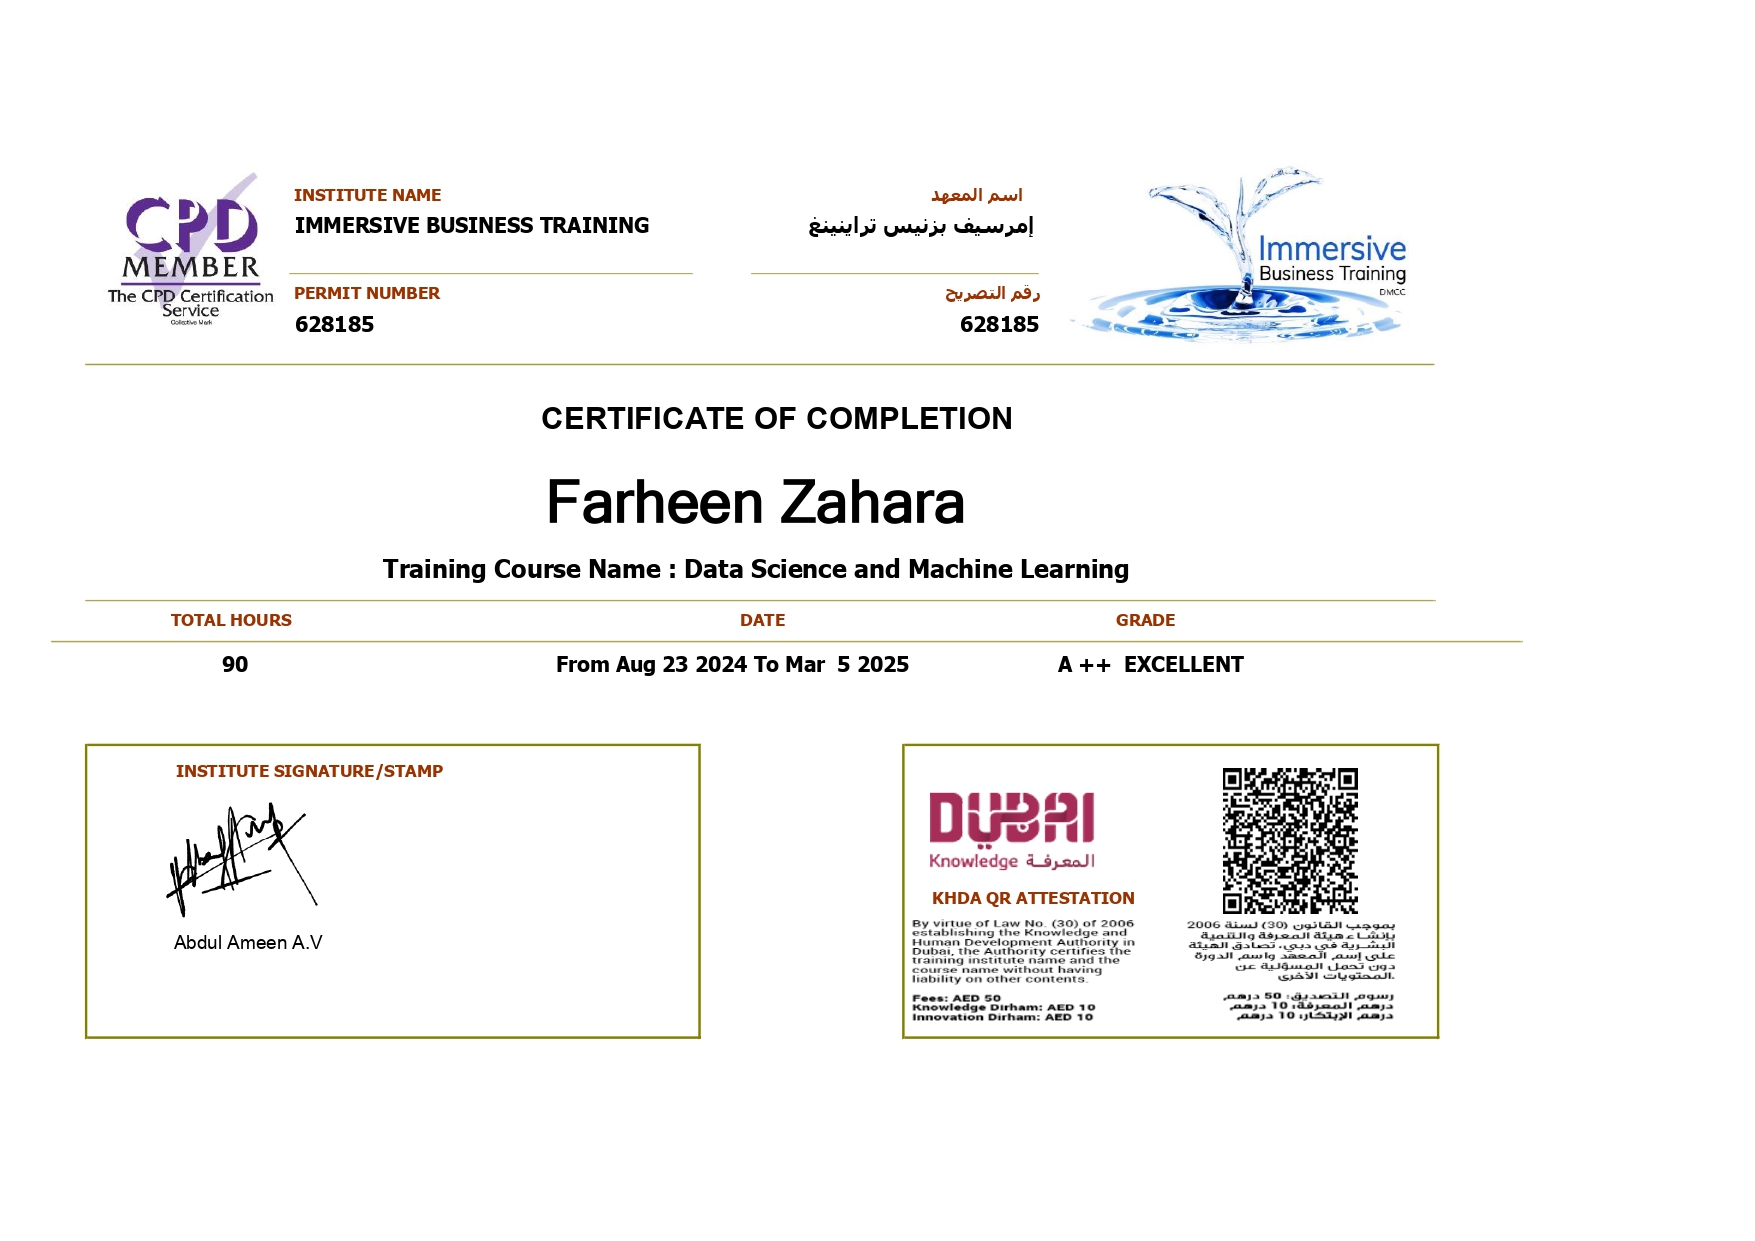 CPD
MEMBER
The CPD Certification
Service
Collective Mark
INSTITUTE NAME
IMMERSIVE BUSINESS TRAINING
اسم المعهد
إمرسيف بزنيس تراينينغ
PERMIT NUMBER
628185
رقم التصريح
628185
Immersive
Business Training
DMCC
CERTIFICATE OF COMPLETION
Farheen Zahara
Training Course Name : Data Science and Machine Learning
TOTAL HOURS DATE GRADE
90 From Aug 23 2024 To Mar 5 2025 A ++ EXCELLENT
INSTITUTE SIGNATURE/STAMP
Abdul Ameen A.V
DUBAI
Knowledge المعرفة
KHDA QR ATTESTATION
By virtue of Law No. (30) of 2006
establishing the Knowledge and
Human Development Authority in
Dubai, the Authority certifies the
training institute name and the
course name without having
liability on other contents.
Fees: AED 50
Knowledge Dirham: AED 10
Innovation Dirham: AED 10
بموجب القانون (30) لسنة 2006
بإنشاء هيئة المعرفة والتنمية
البشرية في دبي، تصادق الهيئة
على إسم المعهد واسم الدورة
دون تحمل المسؤلية عن
المحتويات الأخرى.
رسوم التصديق: 50 درهم
درهم المعرفة: 10 درهم
درهم الإبتكار: 10 درهم